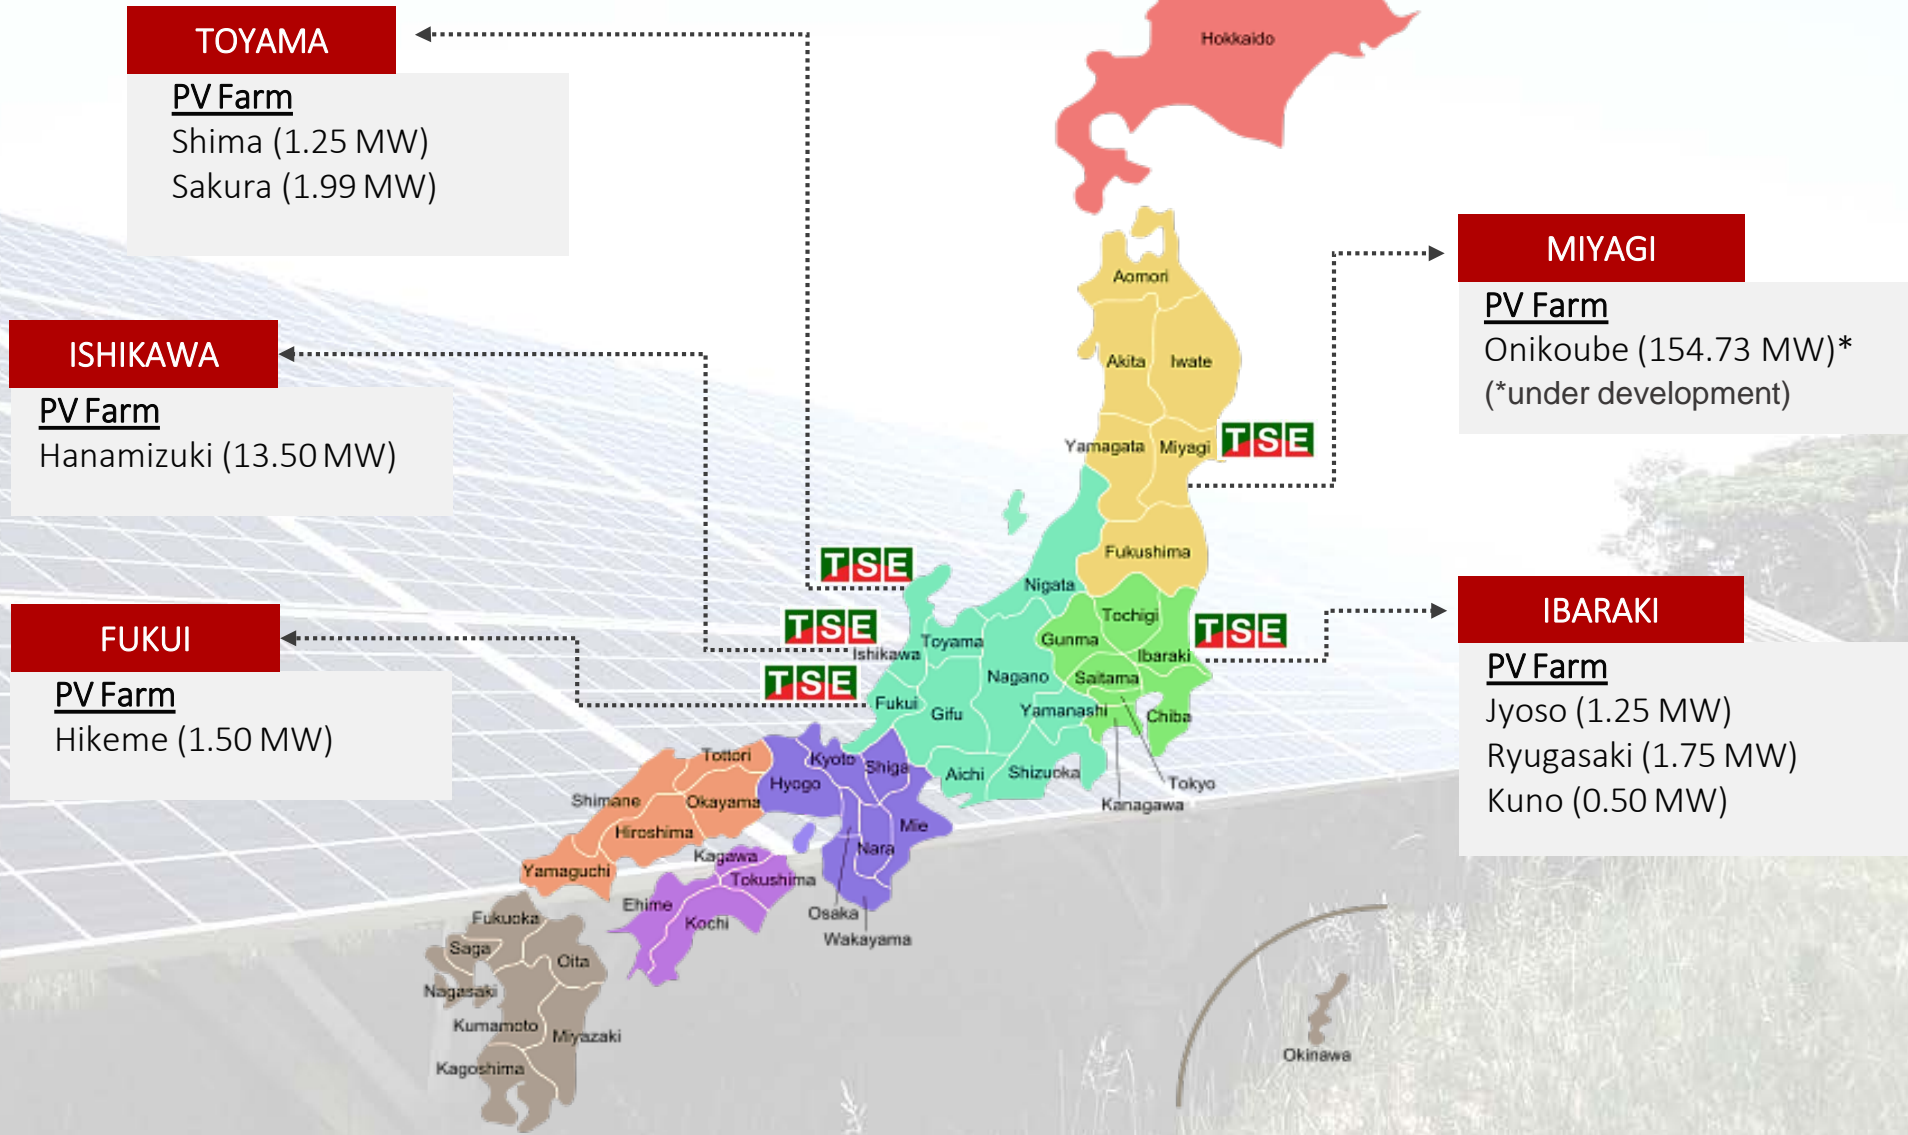 TOYAMA
PV Farm
Shima (1.25 MW)
Sakura (1.99 MW)
ISHIKAWA
PV Farm
Hanamizuki (13.50 MW)
FUKUI
PV Farm
Hikeme (1.50 MW)
MIYAGI
PV Farm
Onikoube (154.73 MW)*
(*under development)
IBARAKI
PV Farm
Jyoso (1.25 MW)
Ryugasaki (1.75 MW)
Kuno (0.50 MW)
Hokkaido
Aomori
Akita
Iwate
Yamagata
Miyagi
TSE
Fukushima
TSE
Nigata
Tochigi
TSE
TSE
Gunma
Toyama
Ishikawa
Ibaraki
TSE
Nagano
Saitama
Fukui
Gifu
Yamanashi
Chiba
Tottori
Kyoto
Shiga
Aichi
Shizuoka
Hyogo
Tokyo
Shimane
Okayama
Kanagawa
Hiroshima
Mie
Nara
Kagawa
Yamaguchi
Tokushima
Ehime
Osaka
Fukuoka
Kochi
Wakayama
Saga
Oita
Nagasaki
Kumamoto
Miyazaki
Okinawa
Kagoshima